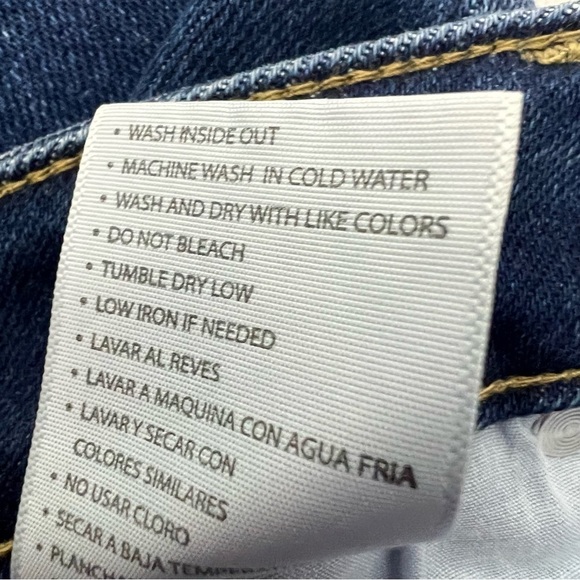 • WASH INSIDE OUT
• MACHINE WASH IN COLD WATER
• WASH AND DRY WITH LIKE COLORS
• DO NOT BLEACH
• TUMBLE DRY LOW
• LOW IRON IF NEEDED
• LAVAR AL REVES
• LAVAR A MAQUINA CON AGUA FRIA
• LAVAR Y SECAR CON
COLORES SIMILARES
• NO USAR CLORO
• SECAR A BAJA